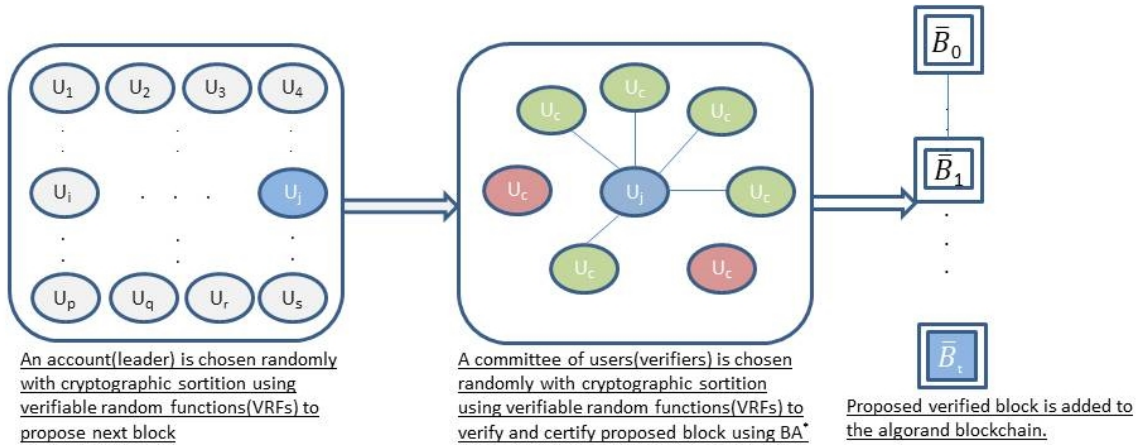 U1 U2 U3 U4
Ui Uj
Up Uq Ur Us
An account(leader) is chosen randomly
with cryptographic sortition using
verifiable random functions(VRFs) to
propose next block
Uc
Uc Uc
Uc Uj Uc
Uc Uc
A committee of users(verifiers) is chosen
randomly with cryptographic sortition
using verifiable random functions(VRFs) to
verify and certify proposed block using BA*
B̅0
B̅1
B̅t
Proposed verified block is added to
the algorand blockchain.